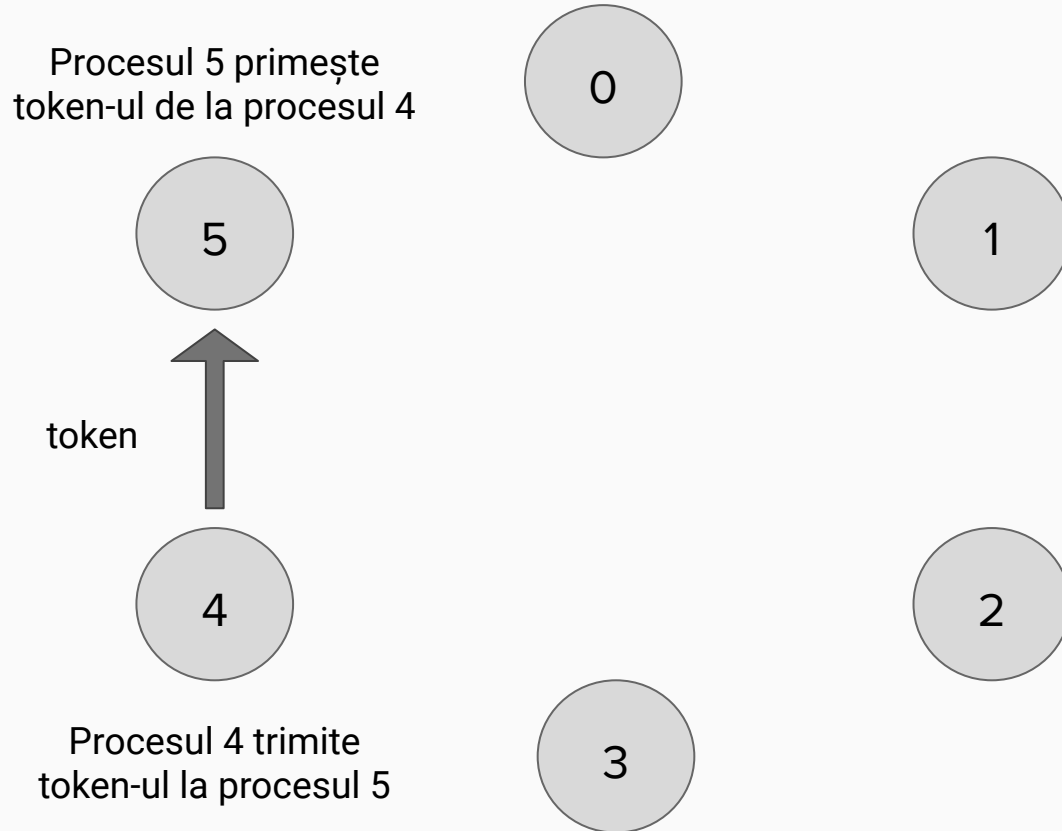 Procesul 5 primește
token-ul de la procesul 4
0
5
1
token
4
2
Procesul 4 trimite
token-ul la procesul 5
3